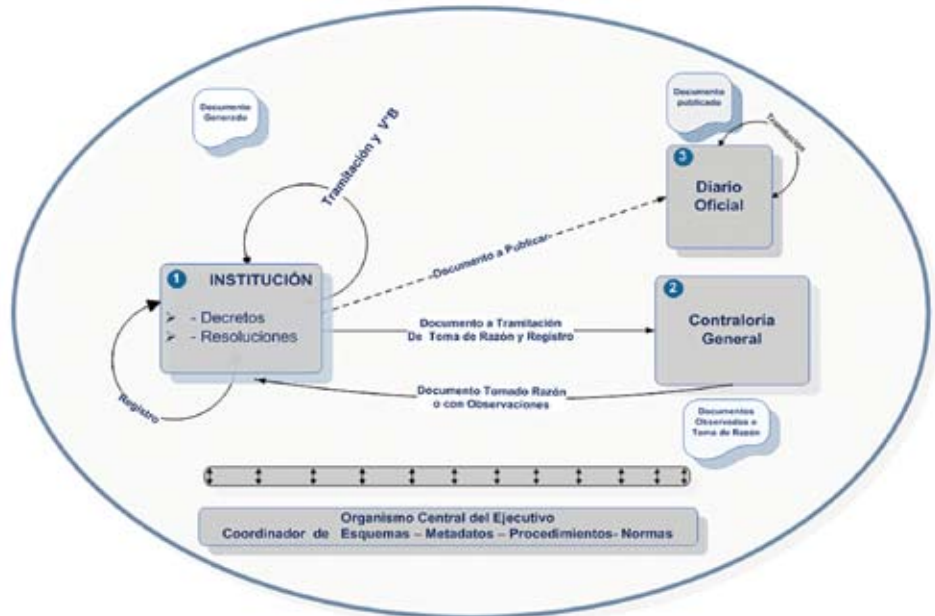 Documento
Generado
Tramitación y V°B
Documento
publicado
Tramitación
3
Diario
Oficial
-Documento a Publicar-
1 INSTITUCIÓN
➢ - Decretos
➢ - Resoluciones
2
Contraloría
General
Documento a Tramitación
De Toma de Razón y Registro
Documento Tomado Razón
o con Observaciones
Registro
Documentos
Observados o
Toma de Razón
Organismo Central del Ejecutivo
Coordinador de Esquemas – Metadatos – Procedimientos- Normas